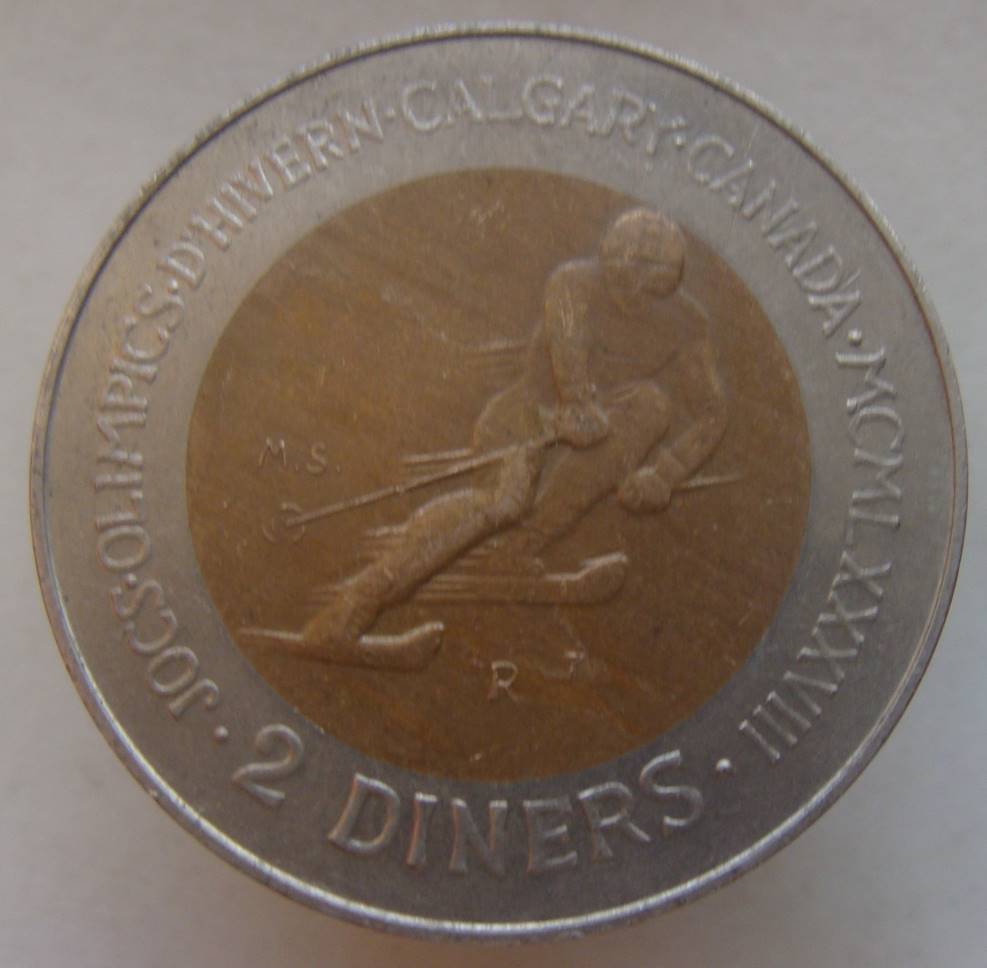 JOCS·OLIMPICS·D'HIVERN·CALGARY·CANADA·MCMLXXXVIII
· 2 DINERS ·
M.S.
R